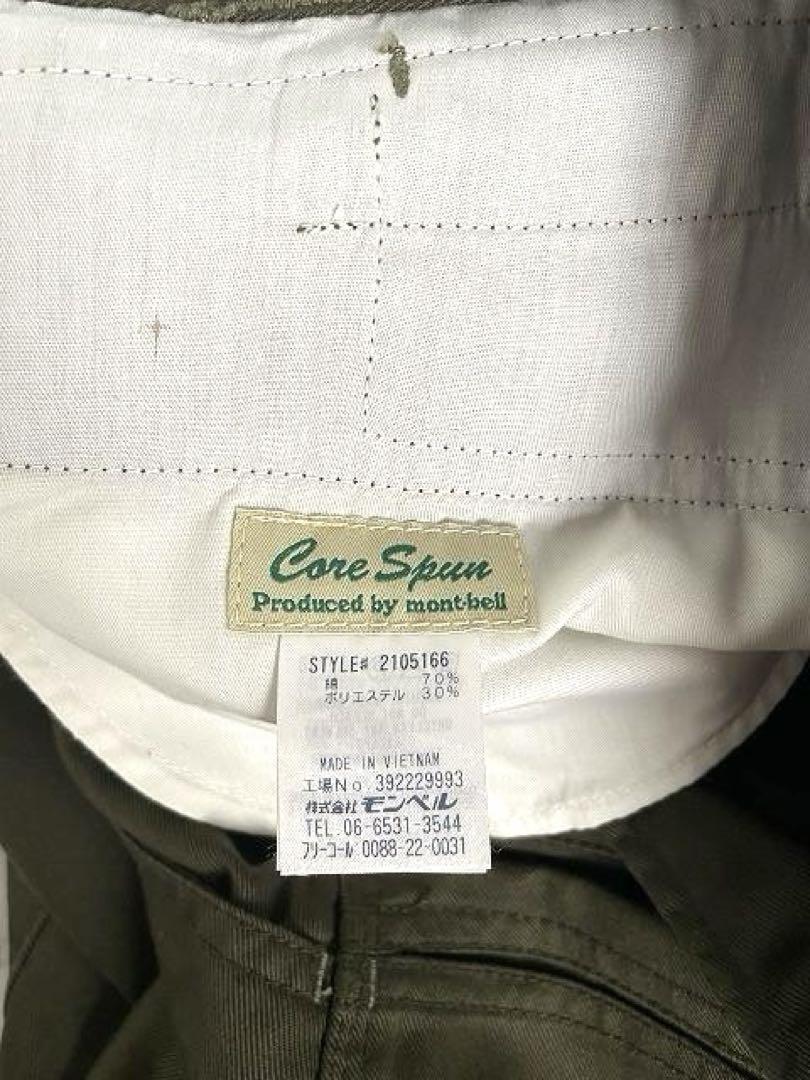 Core Spun
Produced by mont-bell
STYLE# 2105166
綿 70%
ポリエステル 30%
MADE IN VIETNAM
工場No.392229993
株式会社 モンベル
TEL.06-6531-3544
フリーコール 0088-22-0031